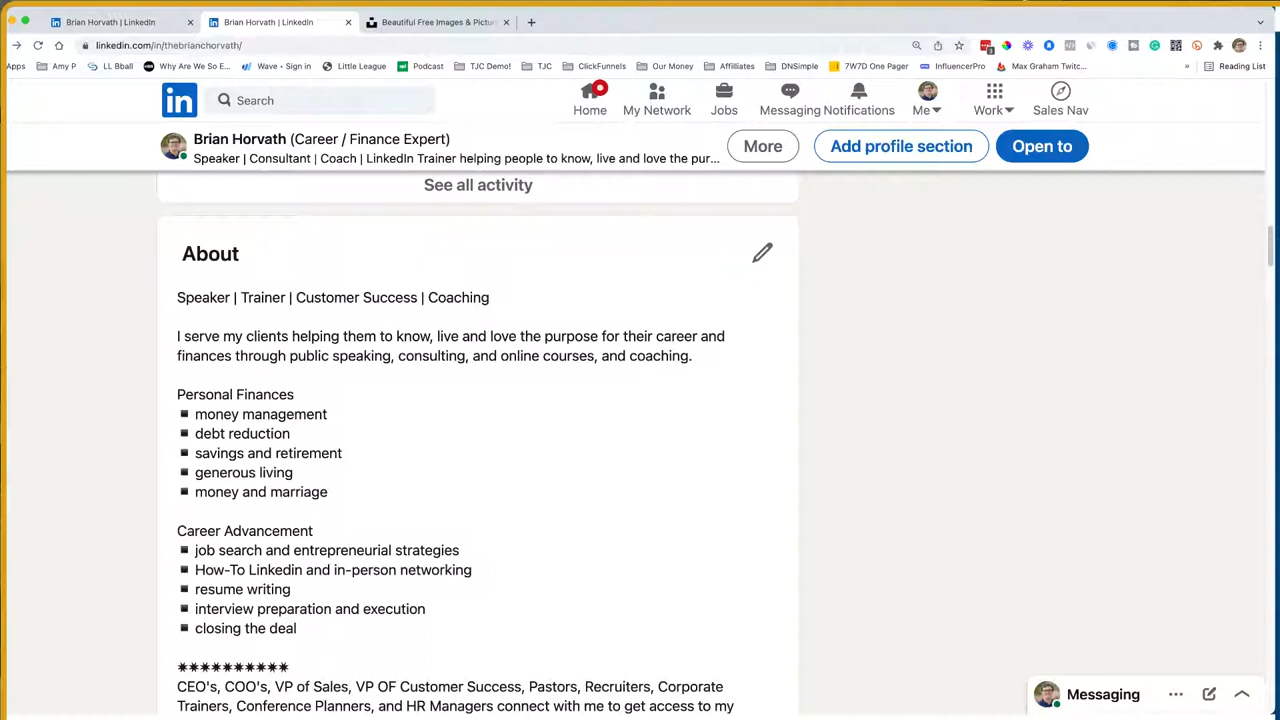 Brian Horvath | LinkedIn
Brian Horvath | LinkedIn
Beautiful Free Images & Pictur
linkedin.com/in/thebrianhorvath/
Apps Amy P LL Bball Why Are We So E... Wave - Sign in Little League Podcast TJC Demo! TJC ClickFunnels Our Money Affilliates DNSimple 7W7D One Pager InfluencerPro Max Graham Twitc... » Reading List
in Search
Home My Network Jobs Messaging Notifications Me Work Sales Nav
Brian Horvath (Career / Finance Expert)
Speaker | Consultant | Coach | LinkedIn Trainer helping people to know, live and love the pur...
More Add profile section Open to
See all activity
About
Speaker | Trainer | Customer Success | Coaching
I serve my clients helping them to know, live and love the purpose for their career and
finances through public speaking, consulting, and online courses, and coaching.
Personal Finances
▪ money management
▪ debt reduction
▪ savings and retirement
▪ generous living
▪ money and marriage
Career Advancement
▪ job search and entrepreneurial strategies
▪ How-To Linkedin and in-person networking
▪ resume writing
▪ interview preparation and execution
▪ closing the deal
✷✷✷✷✷✷✷✷✷✷
CEO's, COO's, VP of Sales, VP OF Customer Success, Pastors, Recruiters, Corporate
Trainers, Conference Planners, and HR Managers connect with me to get access to my
Messaging